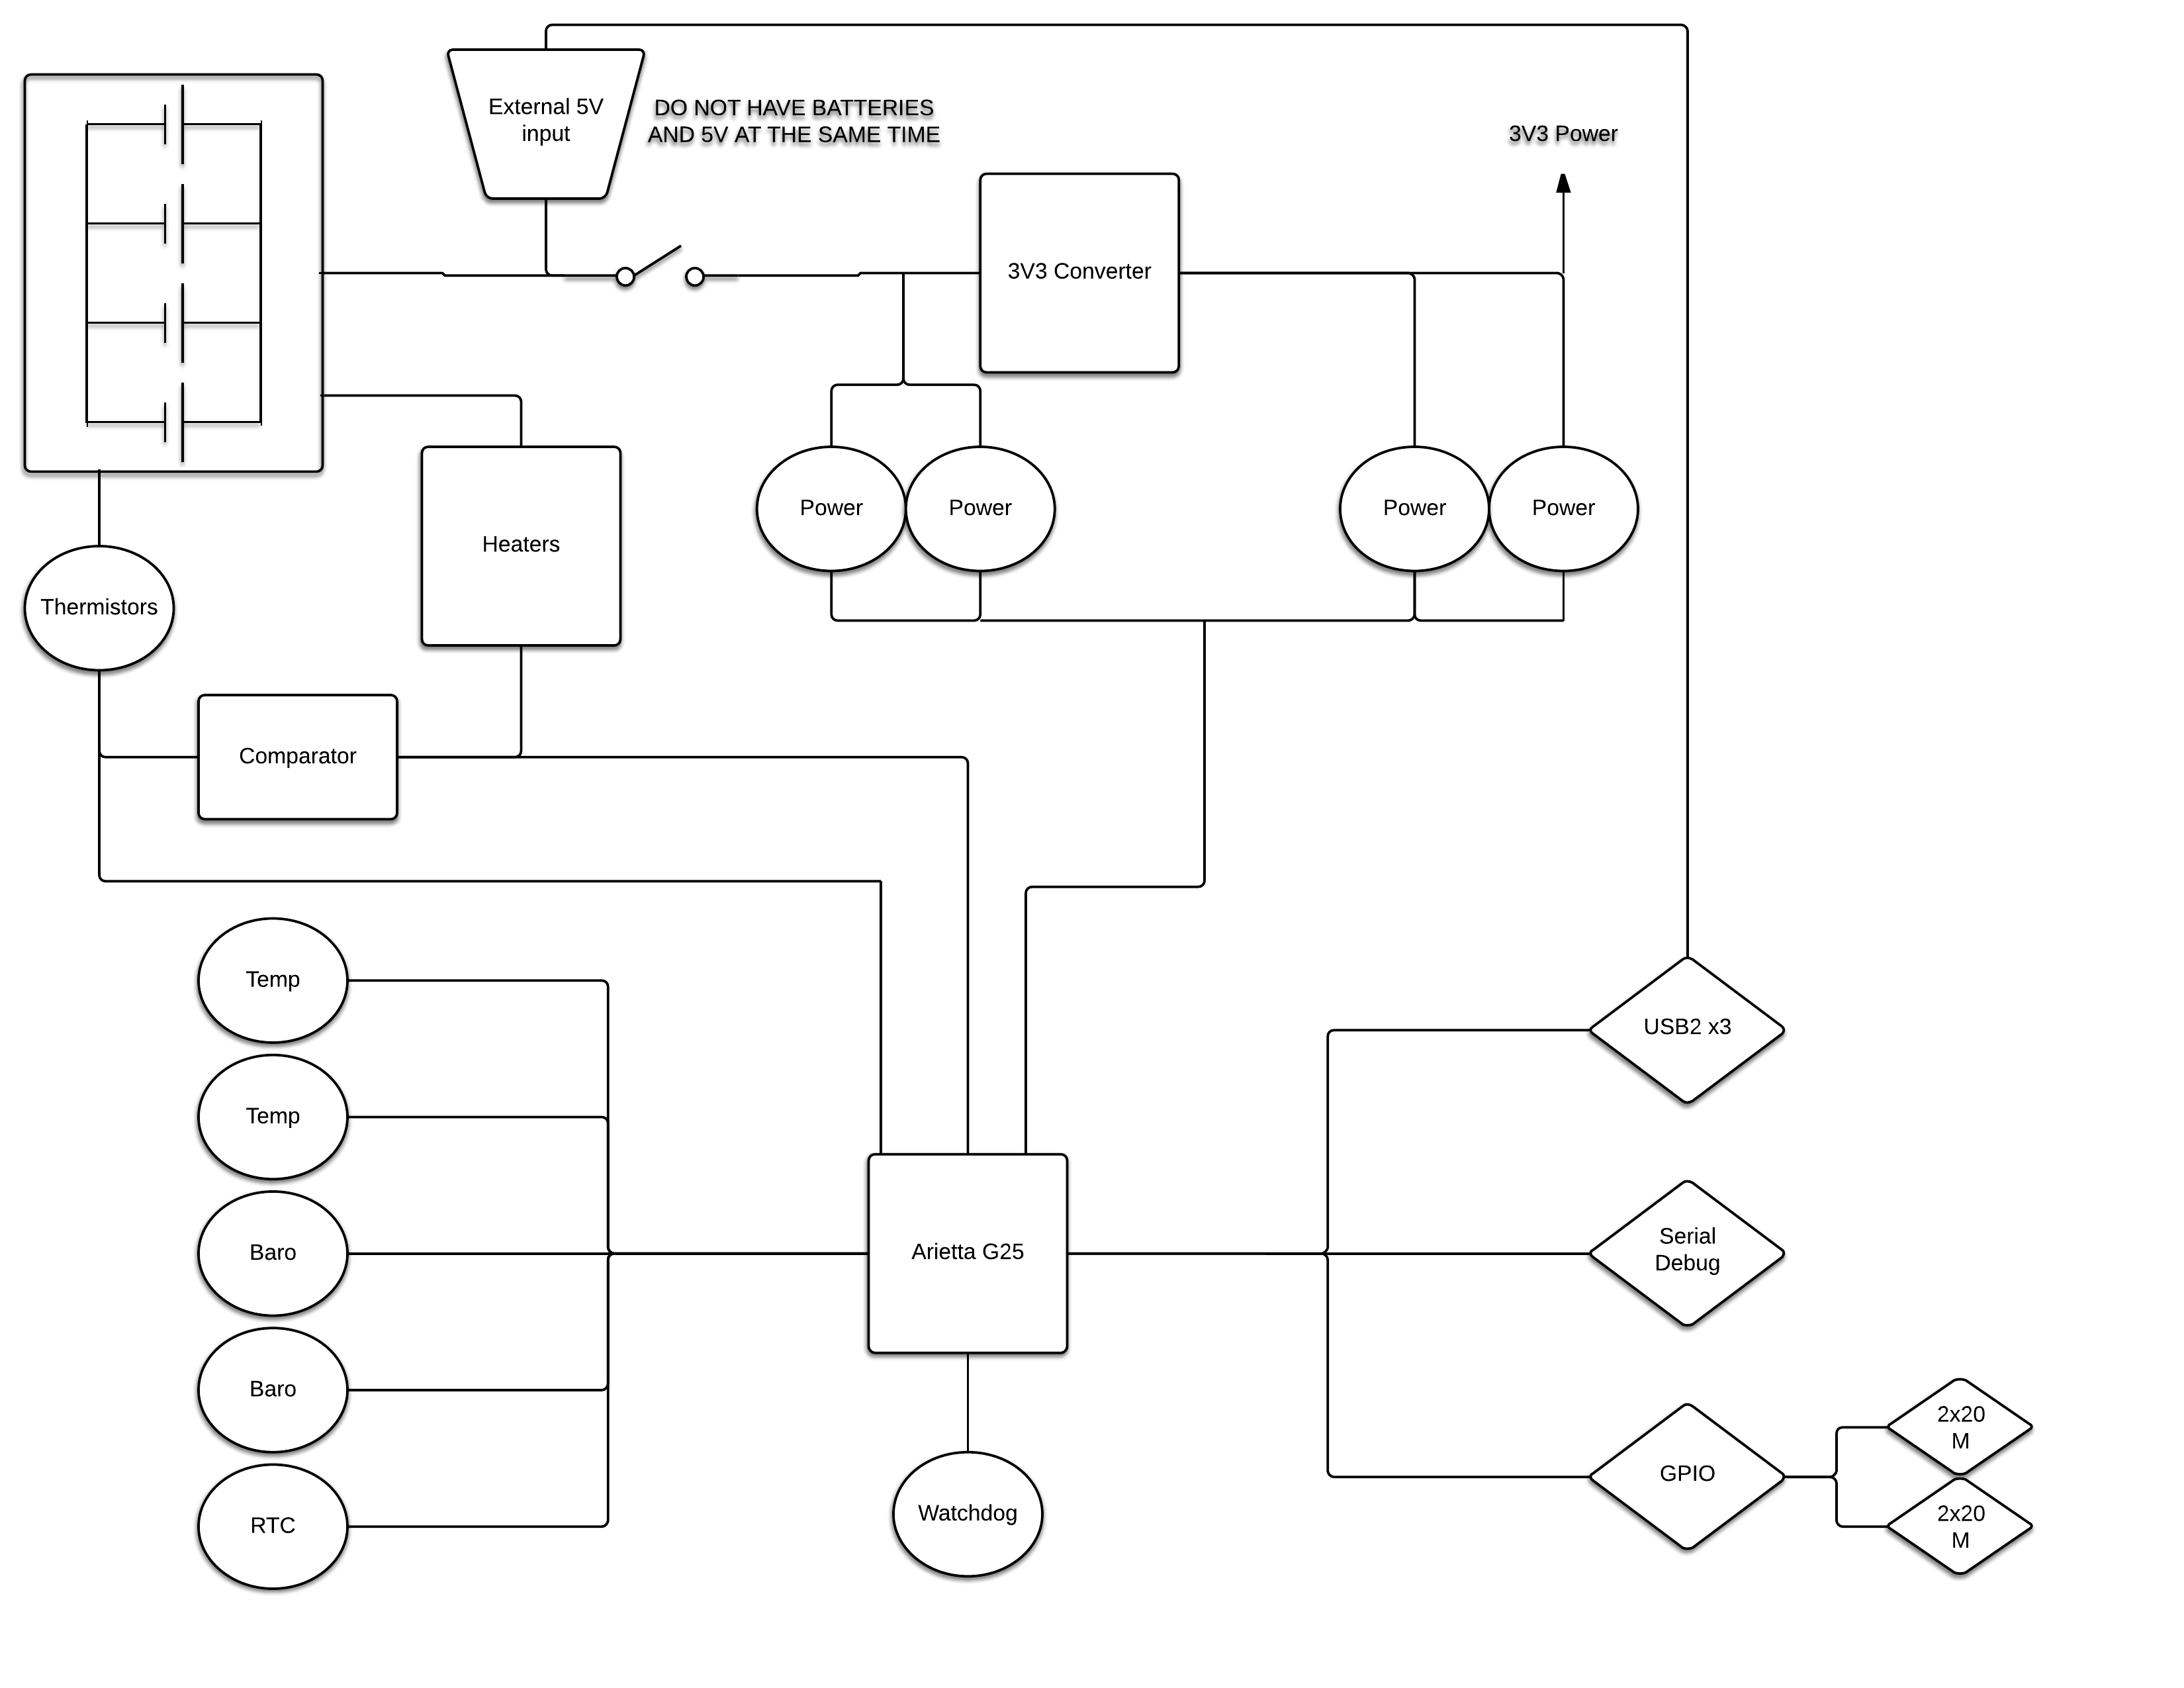 External 5V
input
DO NOT HAVE BATTERIES
AND 5V AT THE SAME TIME
3V3 Power
3V3 Converter
Power
Power
Power
Power
Heaters
Thermistors
Comparator
Temp
Temp
Baro
Baro
RTC
Arietta G25
Watchdog
USB2 x3
Serial
Debug
GPIO
2x20
M
2x20
M